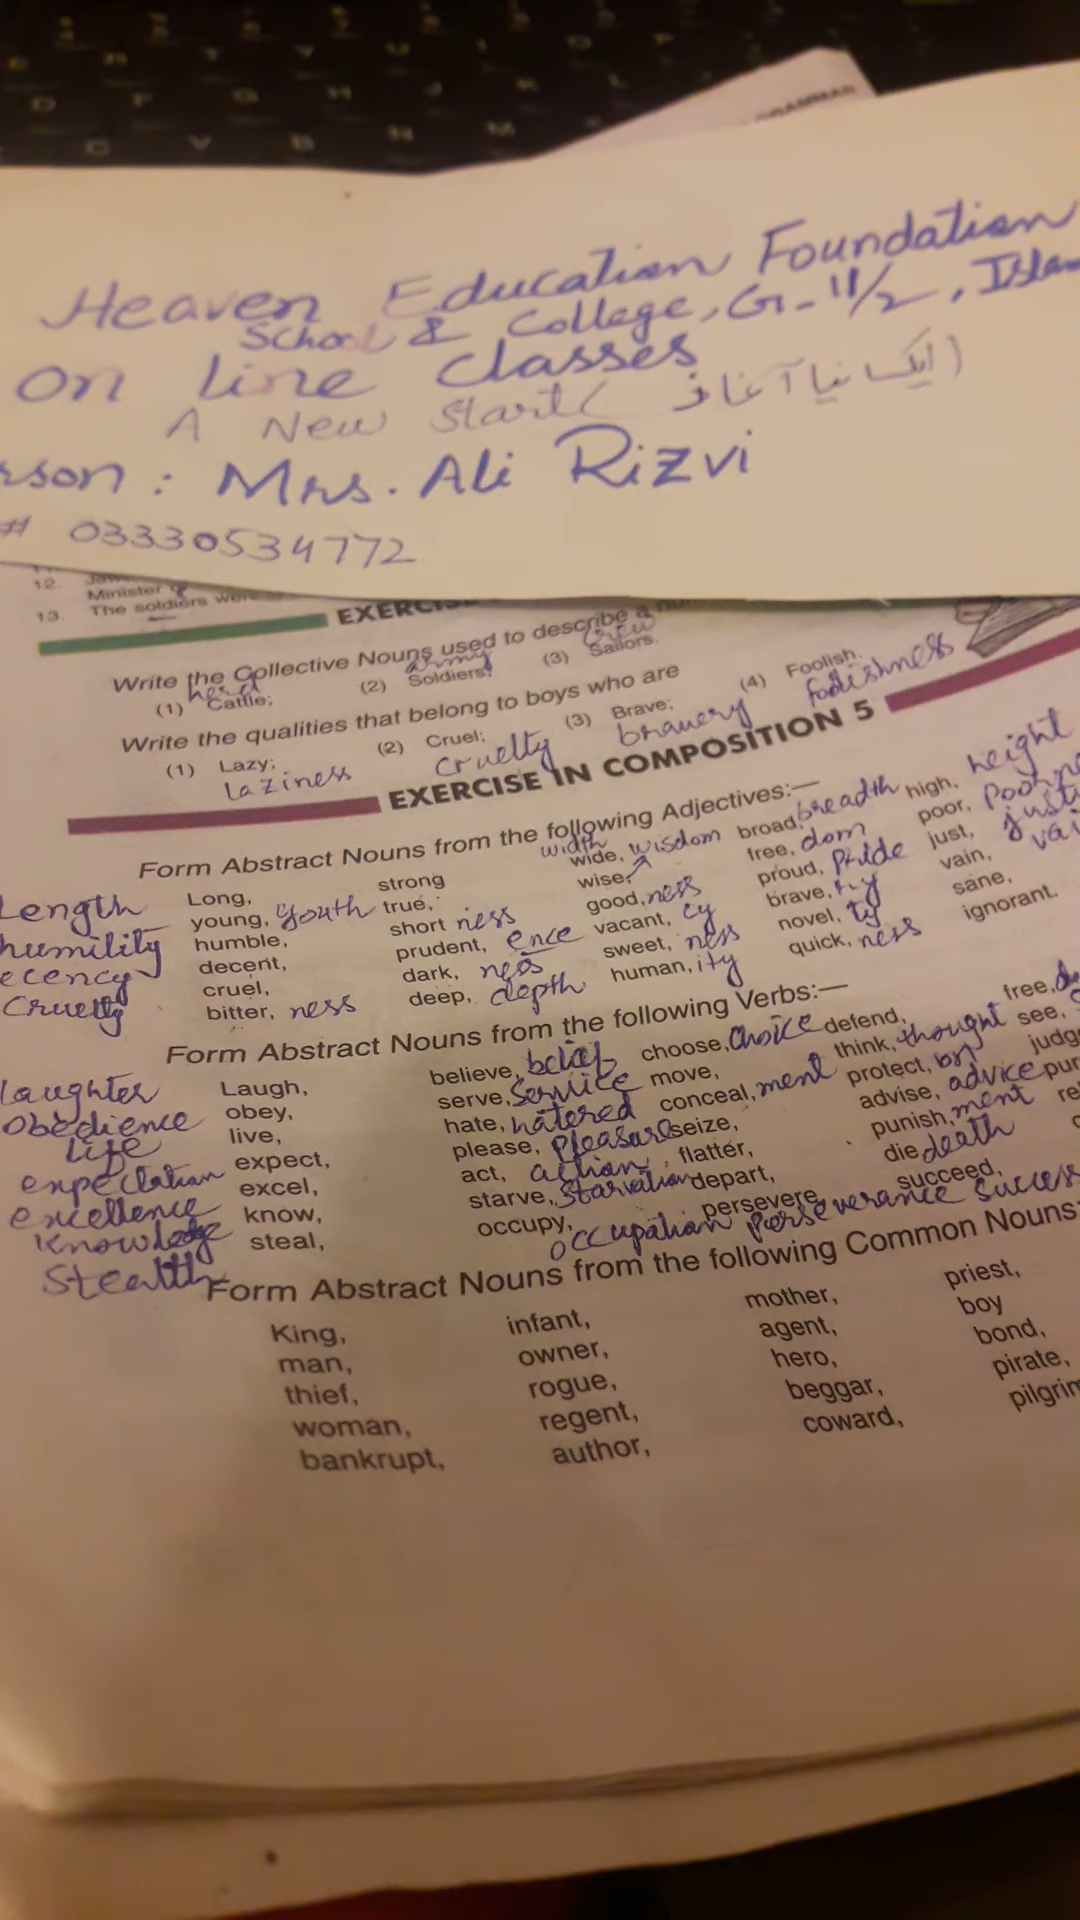 GRAMMAR
Heaven Education Foundation
School & College, G-11/2, Islam
On line Classes
A New Start ( ایک نیا آغاز )
rson : Mrs. Ali Rizvi
# 03330534772
12.
Minister
13. The soldiers were
EXERCIS
Write the Collective Nouns used to describe a
herd army crew
(1) Cattle; (2) Soldiers; (3) Sailors.
Write the qualities that belong to boys who are
(1) Lazy; (2) Cruel; (3) Brave; (4) Foolish.
laziness cruelty bravery foolishness
EXERCISE IN COMPOSITION 5
Form Abstract Nouns from the following Adjectives:—
Length Long, strong width wide, wisdom broad, breadth high, height
young, youth true, wise, free, dom poor, poorne
humility humble, short ness good, ness proud, pride just, justi
ecency decent, prudent, ence vacant, cy brave, ry vain, vai
Cruelty cruel, dark, ness sweet, ness novel, ty sane,
bitter, ness deep, depth human, ity quick, ness ignorant.
Form Abstract Nouns from the following Verbs:—
laughter Laugh, believe, belief choose, Choice defend, free,
Obedience obey, serve, Service move, think, thought see,
life live, hate, hatered conceal, ment protect, on judg
expectation expect, please, pleasure seize, advise, advice pur
excellence excel, act, action flatter, punish, ment re
Knowledge know, starve, Starvation depart, die death
Stealth steal, occupy, occupation persevere, perseverance succeed, success
Form Abstract Nouns from the following Common Nouns:
King, infant, mother, priest,
man, owner, agent, boy
thief, rogue, hero, bond,
woman, regent, beggar, pirate,
bankrupt, author, coward, pilgrim